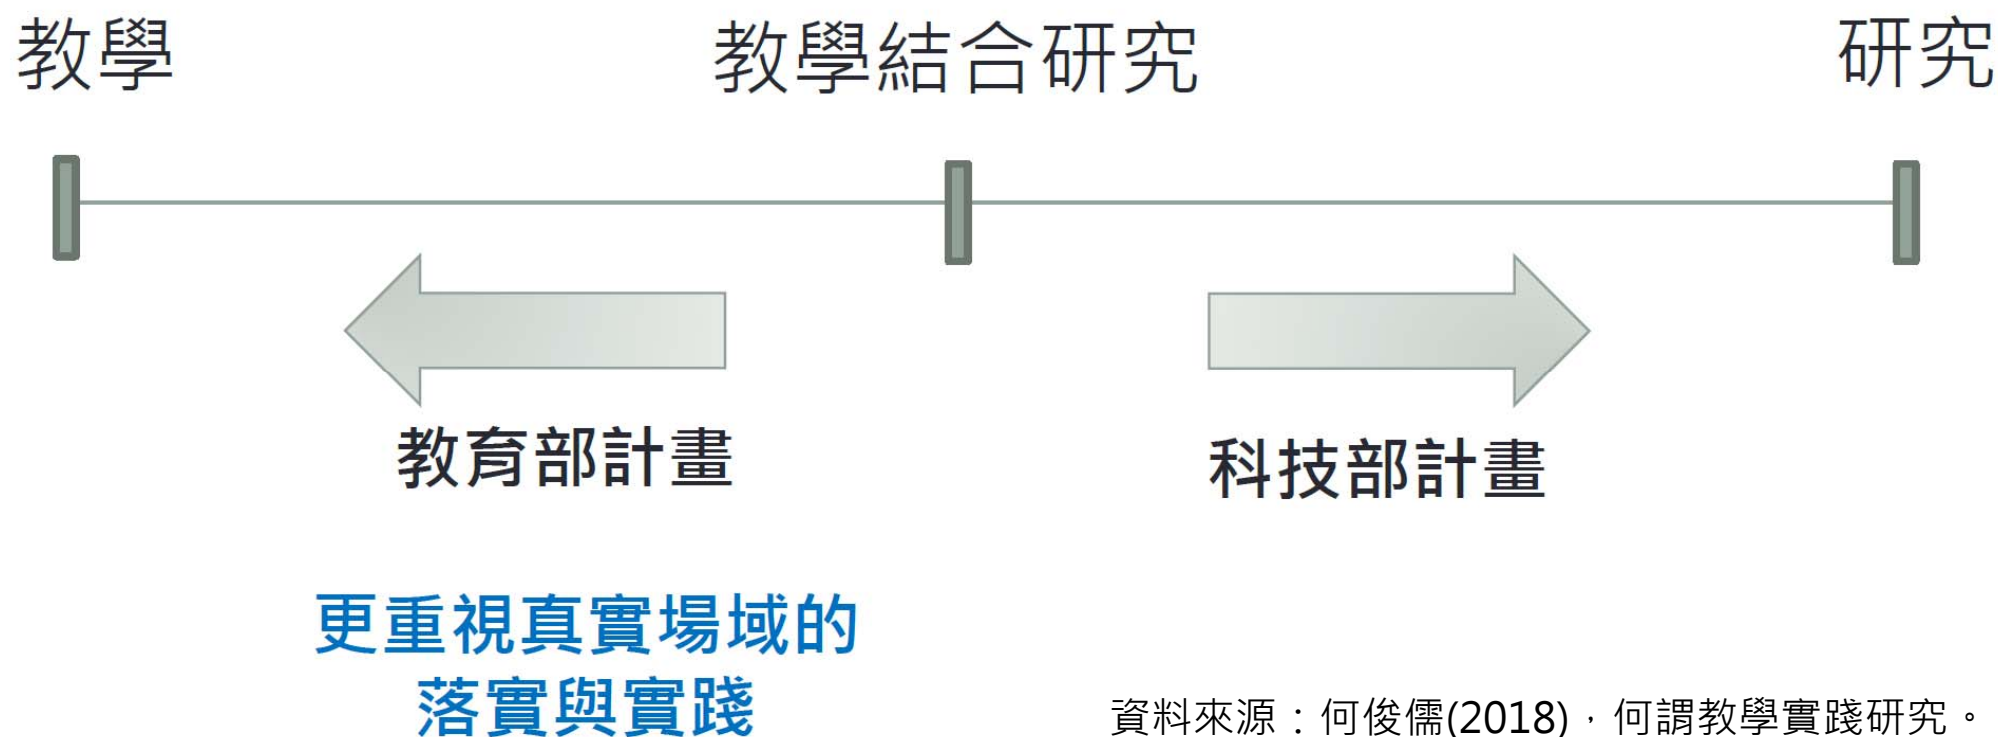 教學
教學結合研究
研究
教育部計畫
科技部計畫
更重視真實場域的
落實與實踐
資料來源：何俊儒(2018)，何謂教學實踐研究。